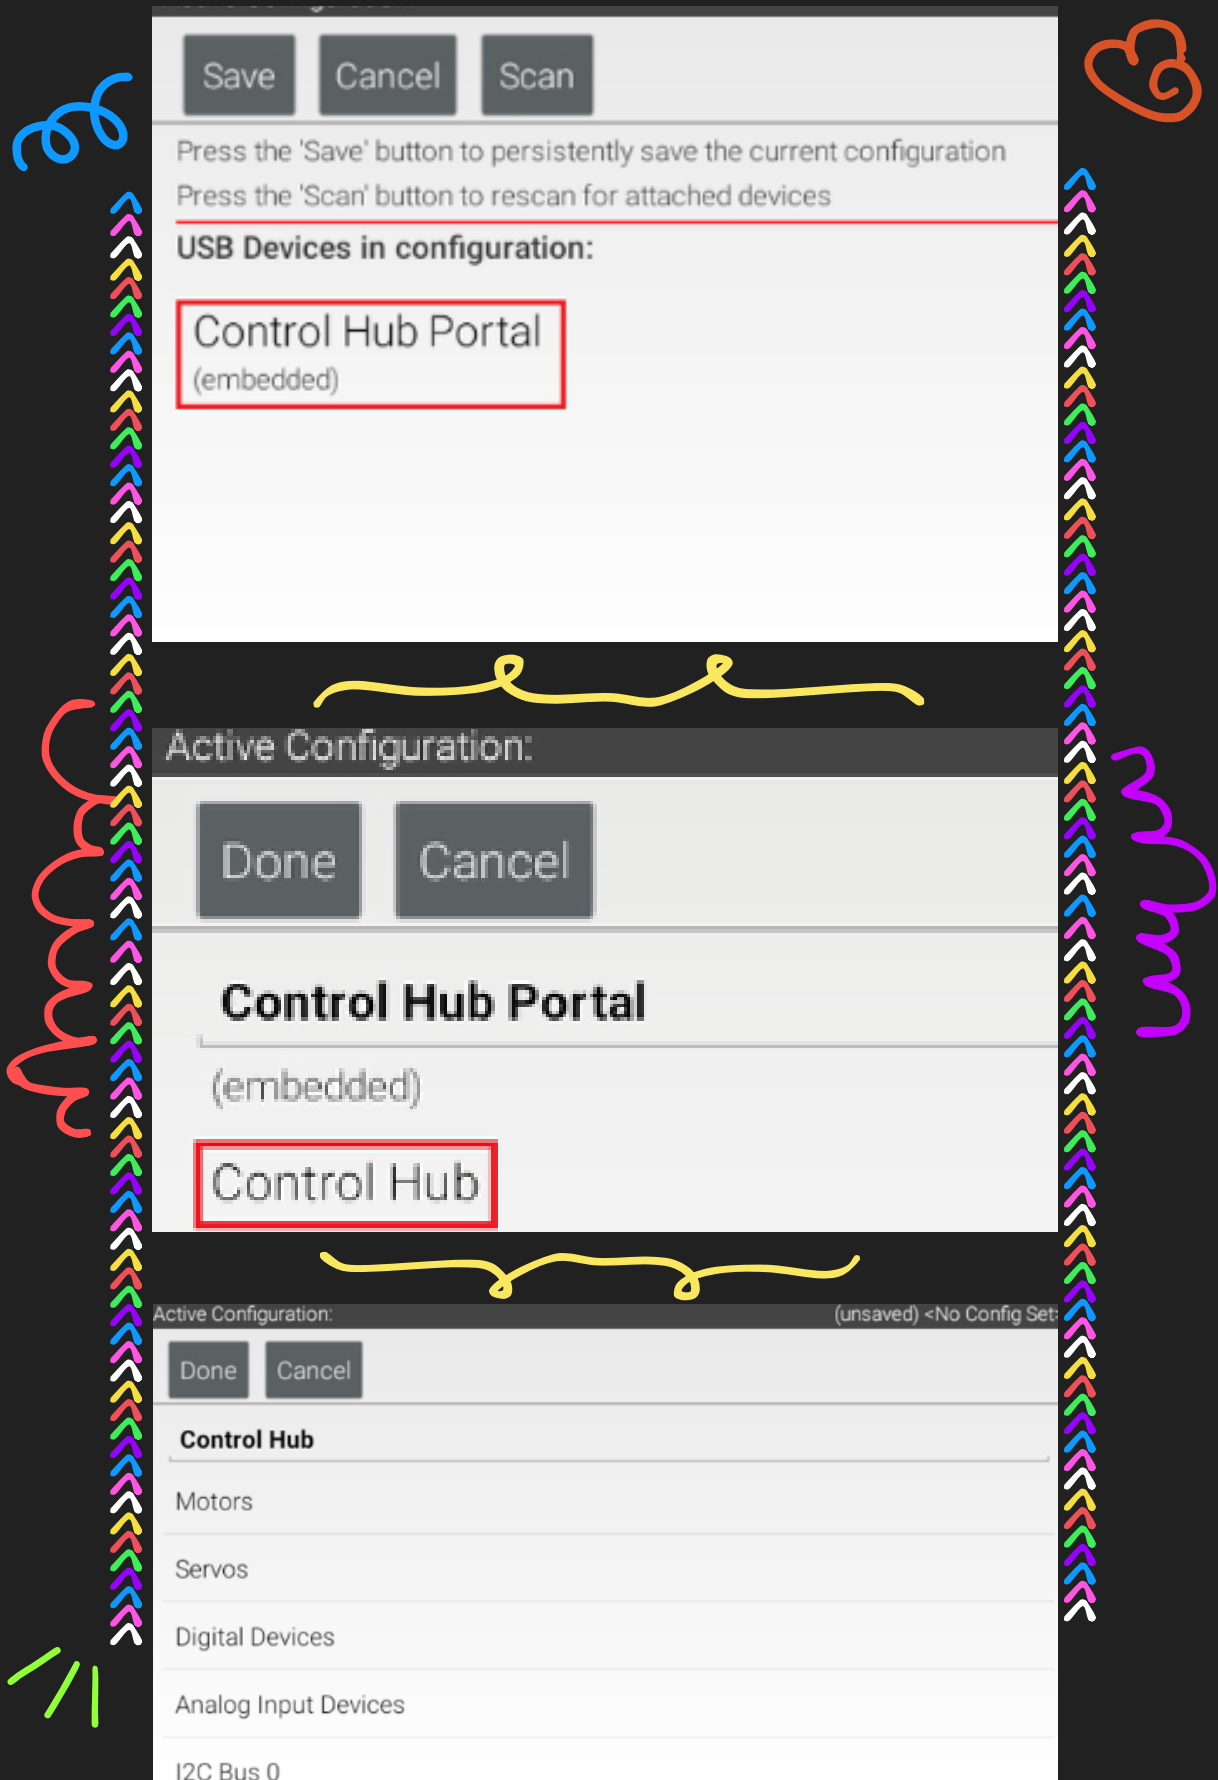 Save Cancel Scan
Press the 'Save' button to persistently save the current configuration
Press the 'Scan' button to rescan for attached devices
USB Devices in configuration:
Control Hub Portal
(embedded)
Active Configuration:
Done Cancel
Control Hub Portal
(embedded)
Control Hub
Active Configuration: (unsaved) <No Config Set>
Done Cancel
Control Hub
Motors
Servos
Digital Devices
Analog Input Devices
I2C Bus 0